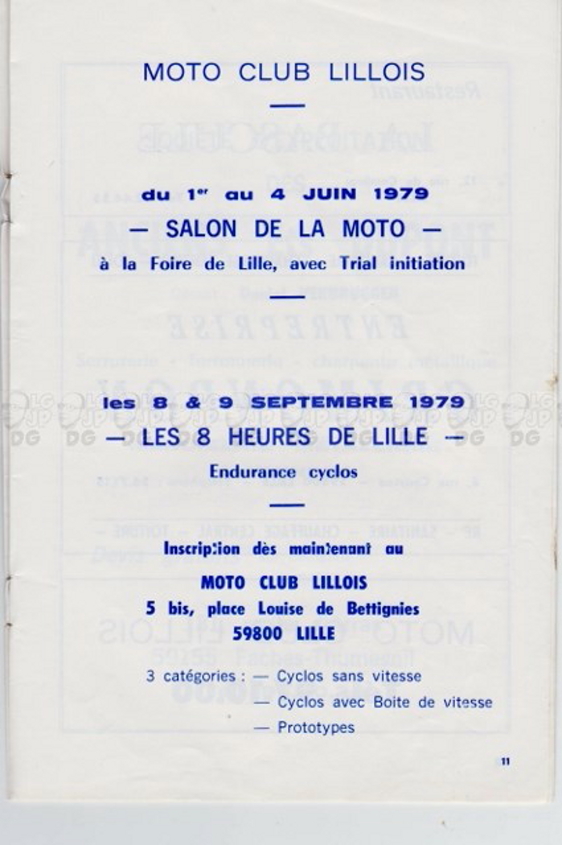 MOTO CLUB LILLOIS
du 1er au 4 JUIN 1979
— SALON DE LA MOTO —
à la Foire de Lille, avec Trial initiation
les 8 & 9 SEPTEMBRE 1979
— LES 8 HEURES DE LILLE —
Endurance cyclos
Inscription dès maintenant au
MOTO CLUB LILLOIS
5 bis, place Louise de Bettignies
59800 LILLE
3 catégories : — Cyclos sans vitesse
— Cyclos avec Boite de vitesse
— Prototypes
11